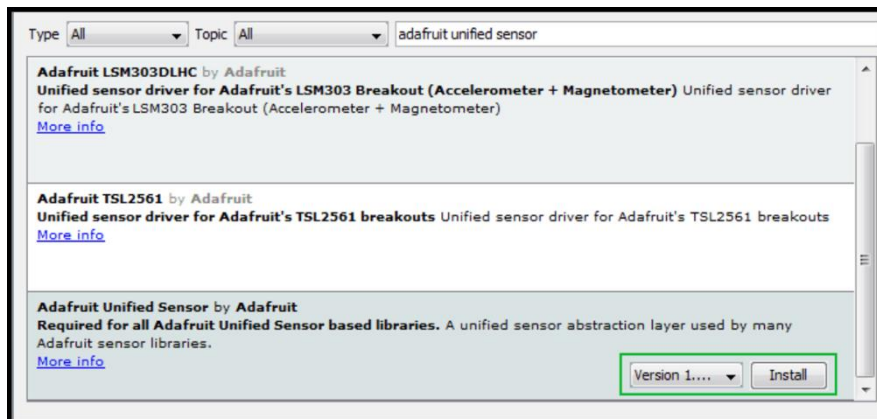 Type All Topic All adafruit unified sensor
Adafruit LSM303DLHC by Adafruit
Unified sensor driver for Adafruit's LSM303 Breakout (Accelerometer + Magnetometer) Unified sensor driver
for Adafruit's LSM303 Breakout (Accelerometer + Magnetometer)
More info
Adafruit TSL2561 by Adafruit
Unified sensor driver for Adafruit's TSL2561 breakouts Unified sensor driver for Adafruit's TSL2561 breakouts
More info
Adafruit Unified Sensor by Adafruit
Required for all Adafruit Unified Sensor based libraries. A unified sensor abstraction layer used by many
Adafruit sensor libraries.
More info
Version 1.... Install